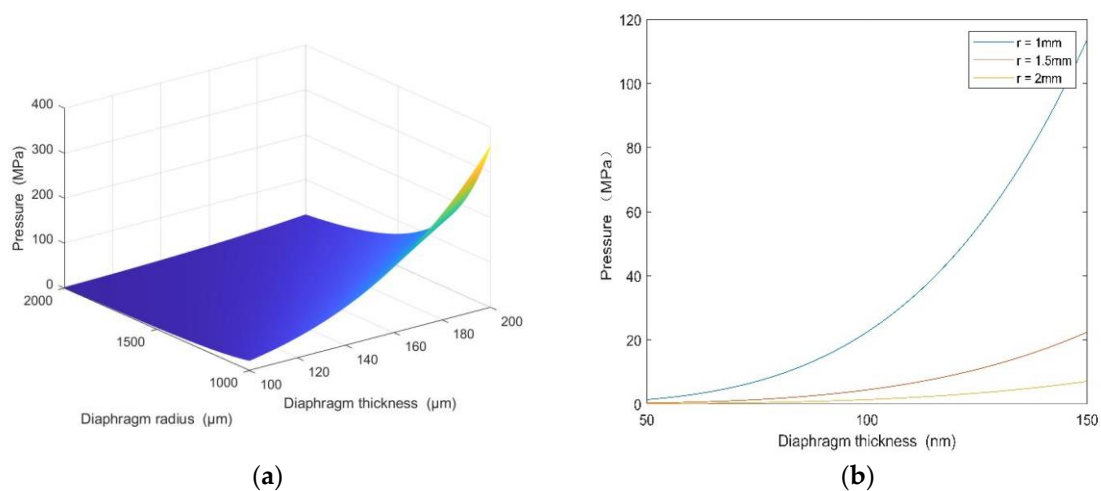 400
300
200
100
0
Pressure (MPa)
2000
1500
1000
Diaphragm radius (μm)
100
120
140
160
180
200
Diaphragm thickness (μm)
(a)
120
100
80
60
40
20
0
Pressure （MPa）
r = 1mm
r = 1.5mm
r = 2mm
50
100
150
Diaphragm thickness (nm)
(b)